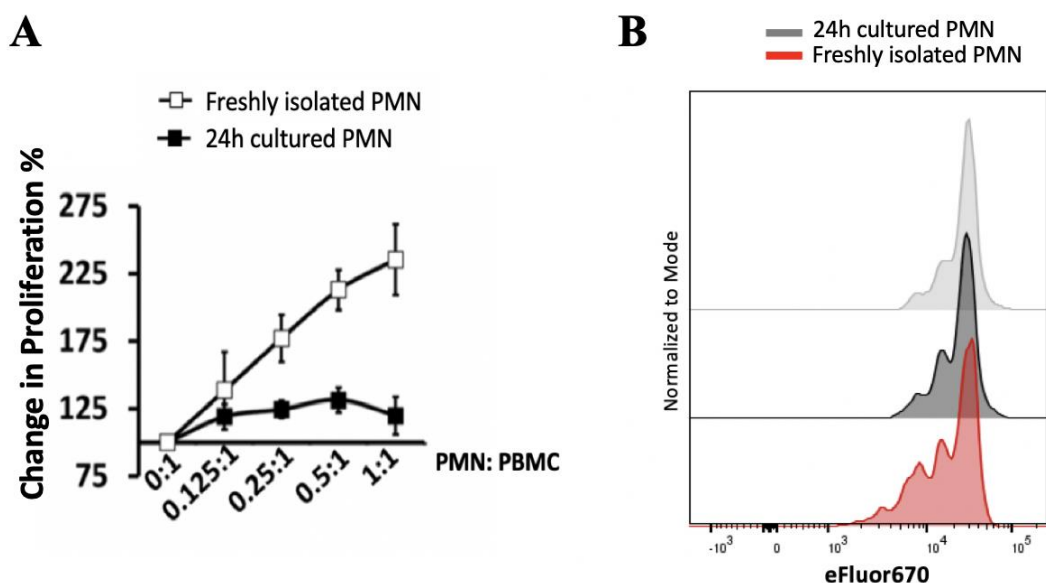 A
Freshly isolated PMN
24h cultured PMN
Change in Proliferation %
275
225
175
125
75
0:1
0.125:1
0.25:1
0.5:1
1:1
PMN: PBMC
B
24h cultured PMN
Freshly isolated PMN
Normalized to Mode
-10³
0
10³
10⁴
10⁵
eFluor670